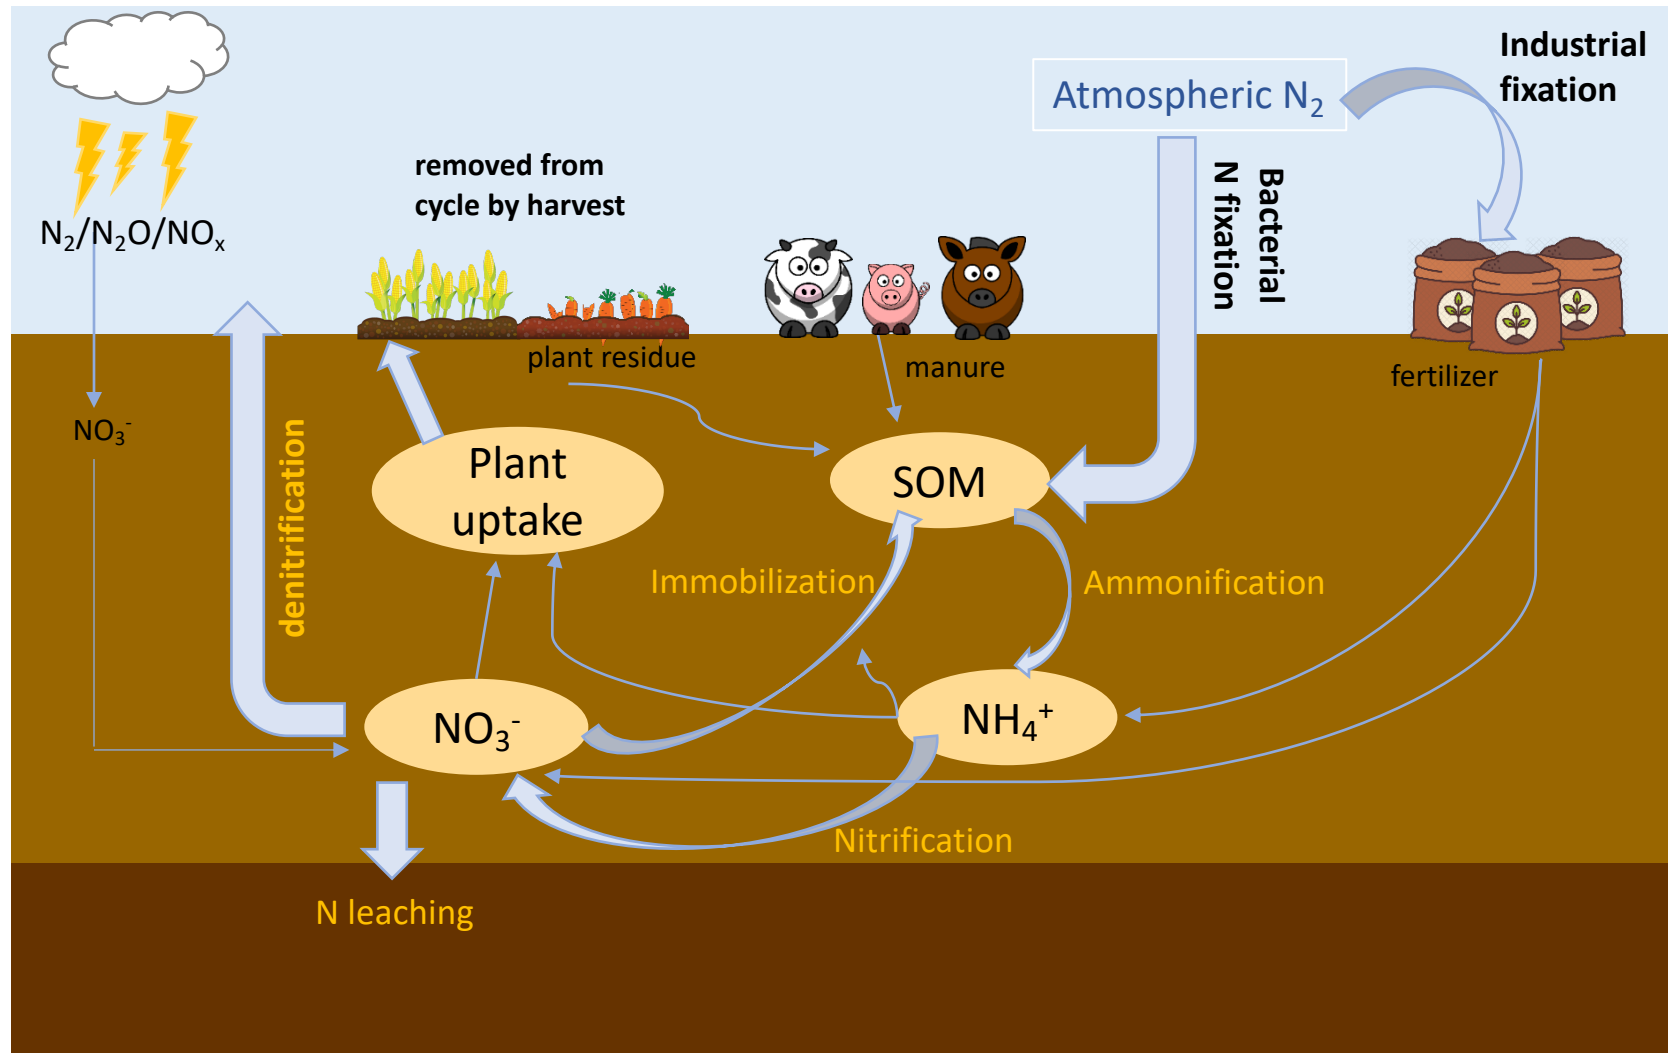 Industrial
fixation
Atmospheric N₂
removed from
cycle by harvest
Bacterial
N fixation
N₂/N₂O/NOₓ
plant residue
manure
fertilizer
NO₃⁻
denitrification
Plant
uptake
SOM
Immobilization
Ammonification
NO₃⁻
NH₄⁺
Nitrification
N leaching